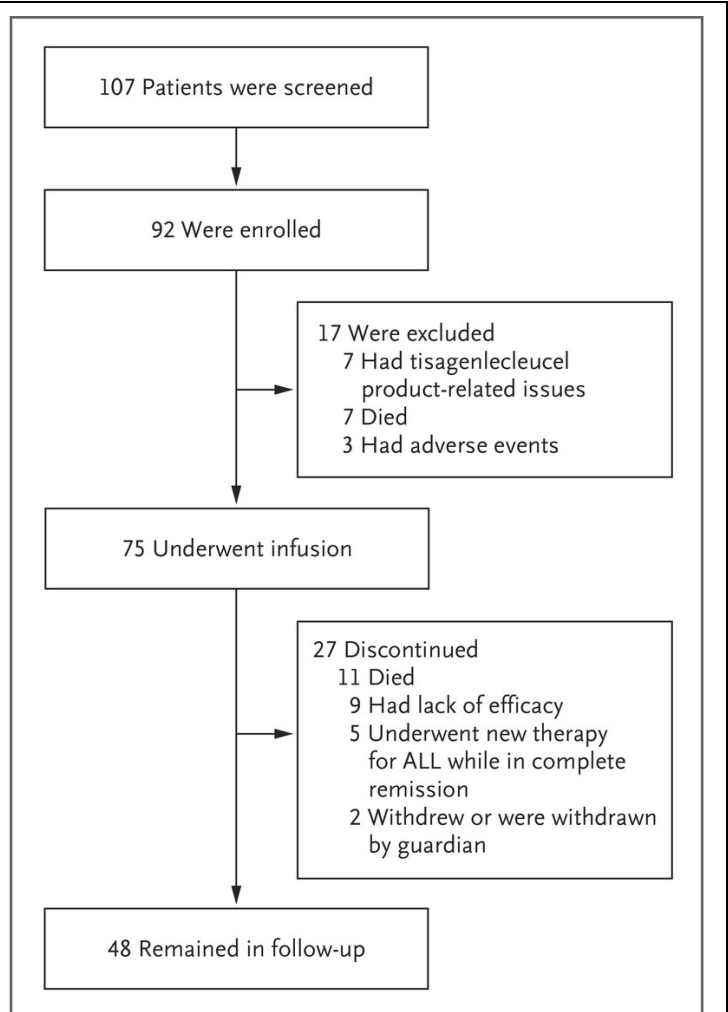 107 Patients were screened
92 Were enrolled
17 Were excluded
7 Had tisagenlecleucel
product-related issues
7 Died
3 Had adverse events
75 Underwent infusion
27 Discontinued
11 Died
9 Had lack of efficacy
5 Underwent new therapy
for ALL while in complete
remission
2 Withdrew or were withdrawn
by guardian
48 Remained in follow-up